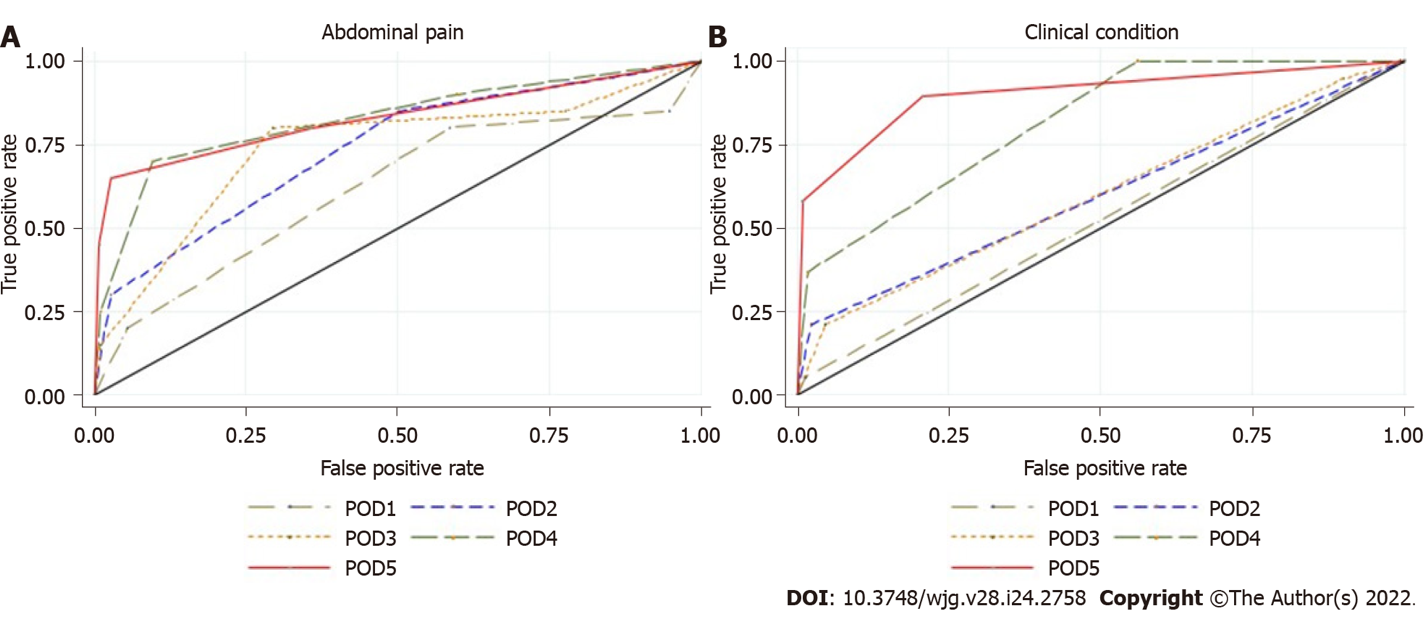 A
Abdominal pain
1.00
0.75
0.50
0.25
0.00
True positive rate
0.00 0.25 0.50 0.75 1.00
False positive rate
POD1 POD2
POD3 POD4
POD5
B
Clinical condition
1.00
0.75
0.50
0.25
0.00
True positive rate
0.00 0.25 0.50 0.75 1.00
False positive rate
POD1 POD2
POD3 POD4
POD5
DOI: 10.3748/wjg.v28.i24.2758 Copyright ©The Author(s) 2022.